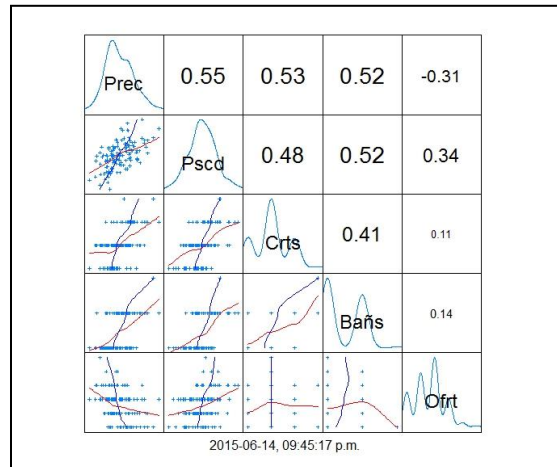 Prec 0.55 0.53 0.52 -0.31
Pscd 0.48 0.52 0.34
Crts 0.41 0.11
Bañs 0.14
Ofrt
2015-06-14, 09:45:17 p.m.